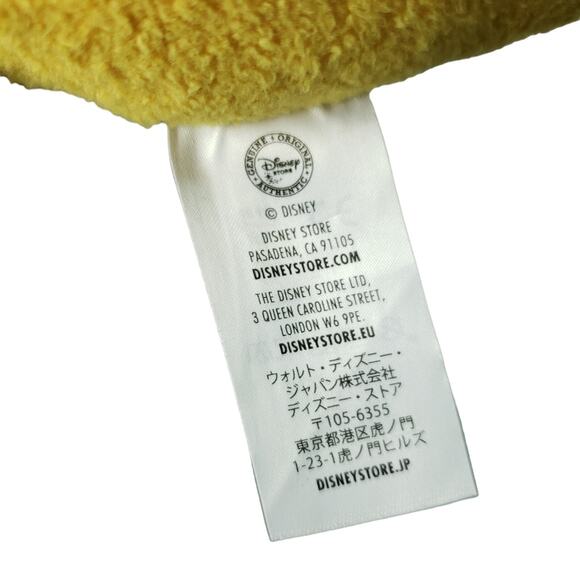 GENUINE • ORIGINAL
Disney
STORE
AUTHENTIC
© DISNEY
DISNEY STORE
PASADENA, CA 91105
DISNEYSTORE.COM
THE DISNEY STORE LTD,
3 QUEEN CAROLINE STREET,
LONDON W6 9PE.
DISNEYSTORE.EU
ウォルト・ディズニー・
ジャパン株式会社
ディズニー・ストア
〒105-6355
東京都港区虎ノ門
1-23-1虎ノ門ヒルズ
DISNEYSTORE.JP